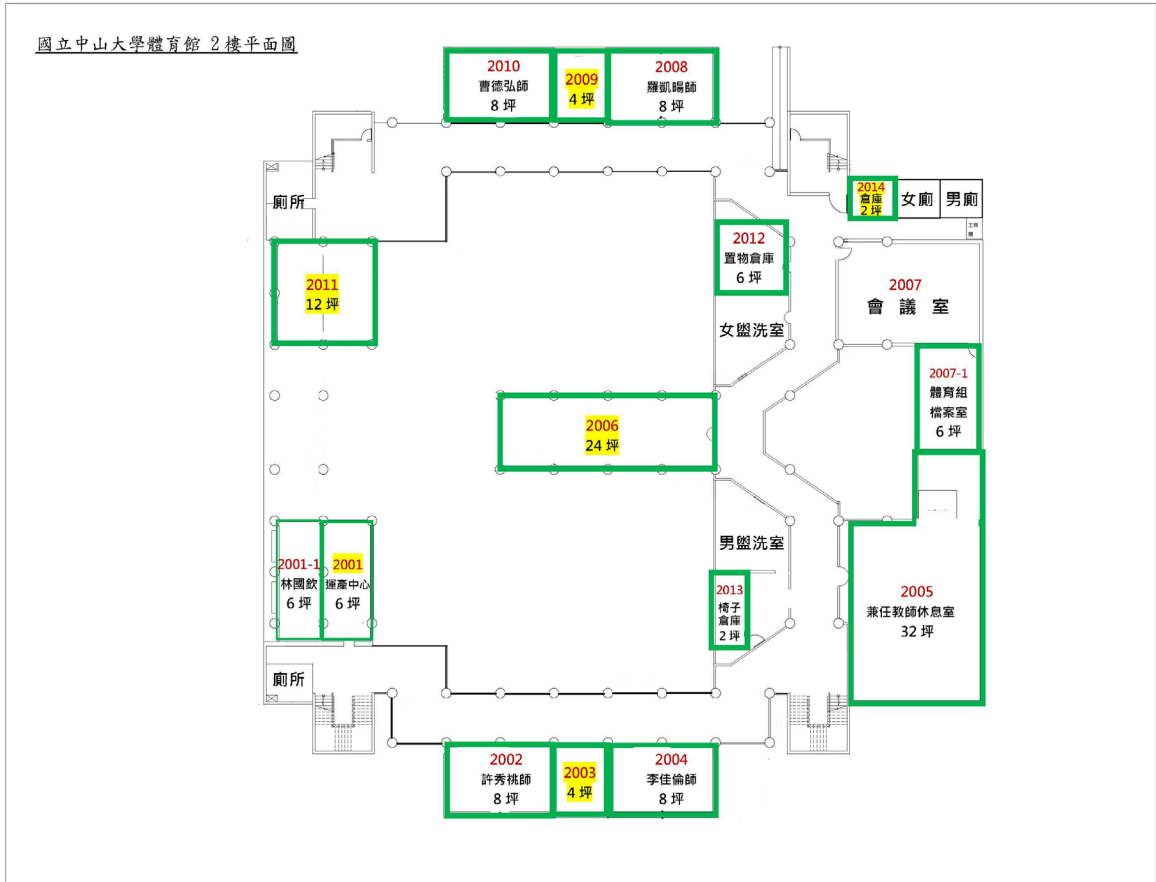 國立中山大學體育館 2樓平面圖
2010
曹德弘師
8 坪
2009
4 坪
2008
羅凱暘師
8 坪
廁所
2014
倉庫
2 坪
女廁
男廁
工具
間
2012
置物倉庫
6 坪
2007
會 議 室
2011
12 坪
女盥洗室
2007-1
體育組
檔案室
6 坪
2006
24 坪
男盥洗室
2001-1
林國欽
6 坪
2001
運產中心
6 坪
2013
椅子
倉庫
2 坪
2005
兼任教師休息室
32 坪
廁所
2002
許秀桃師
8 坪
2003
4 坪
2004
李佳倫師
8 坪